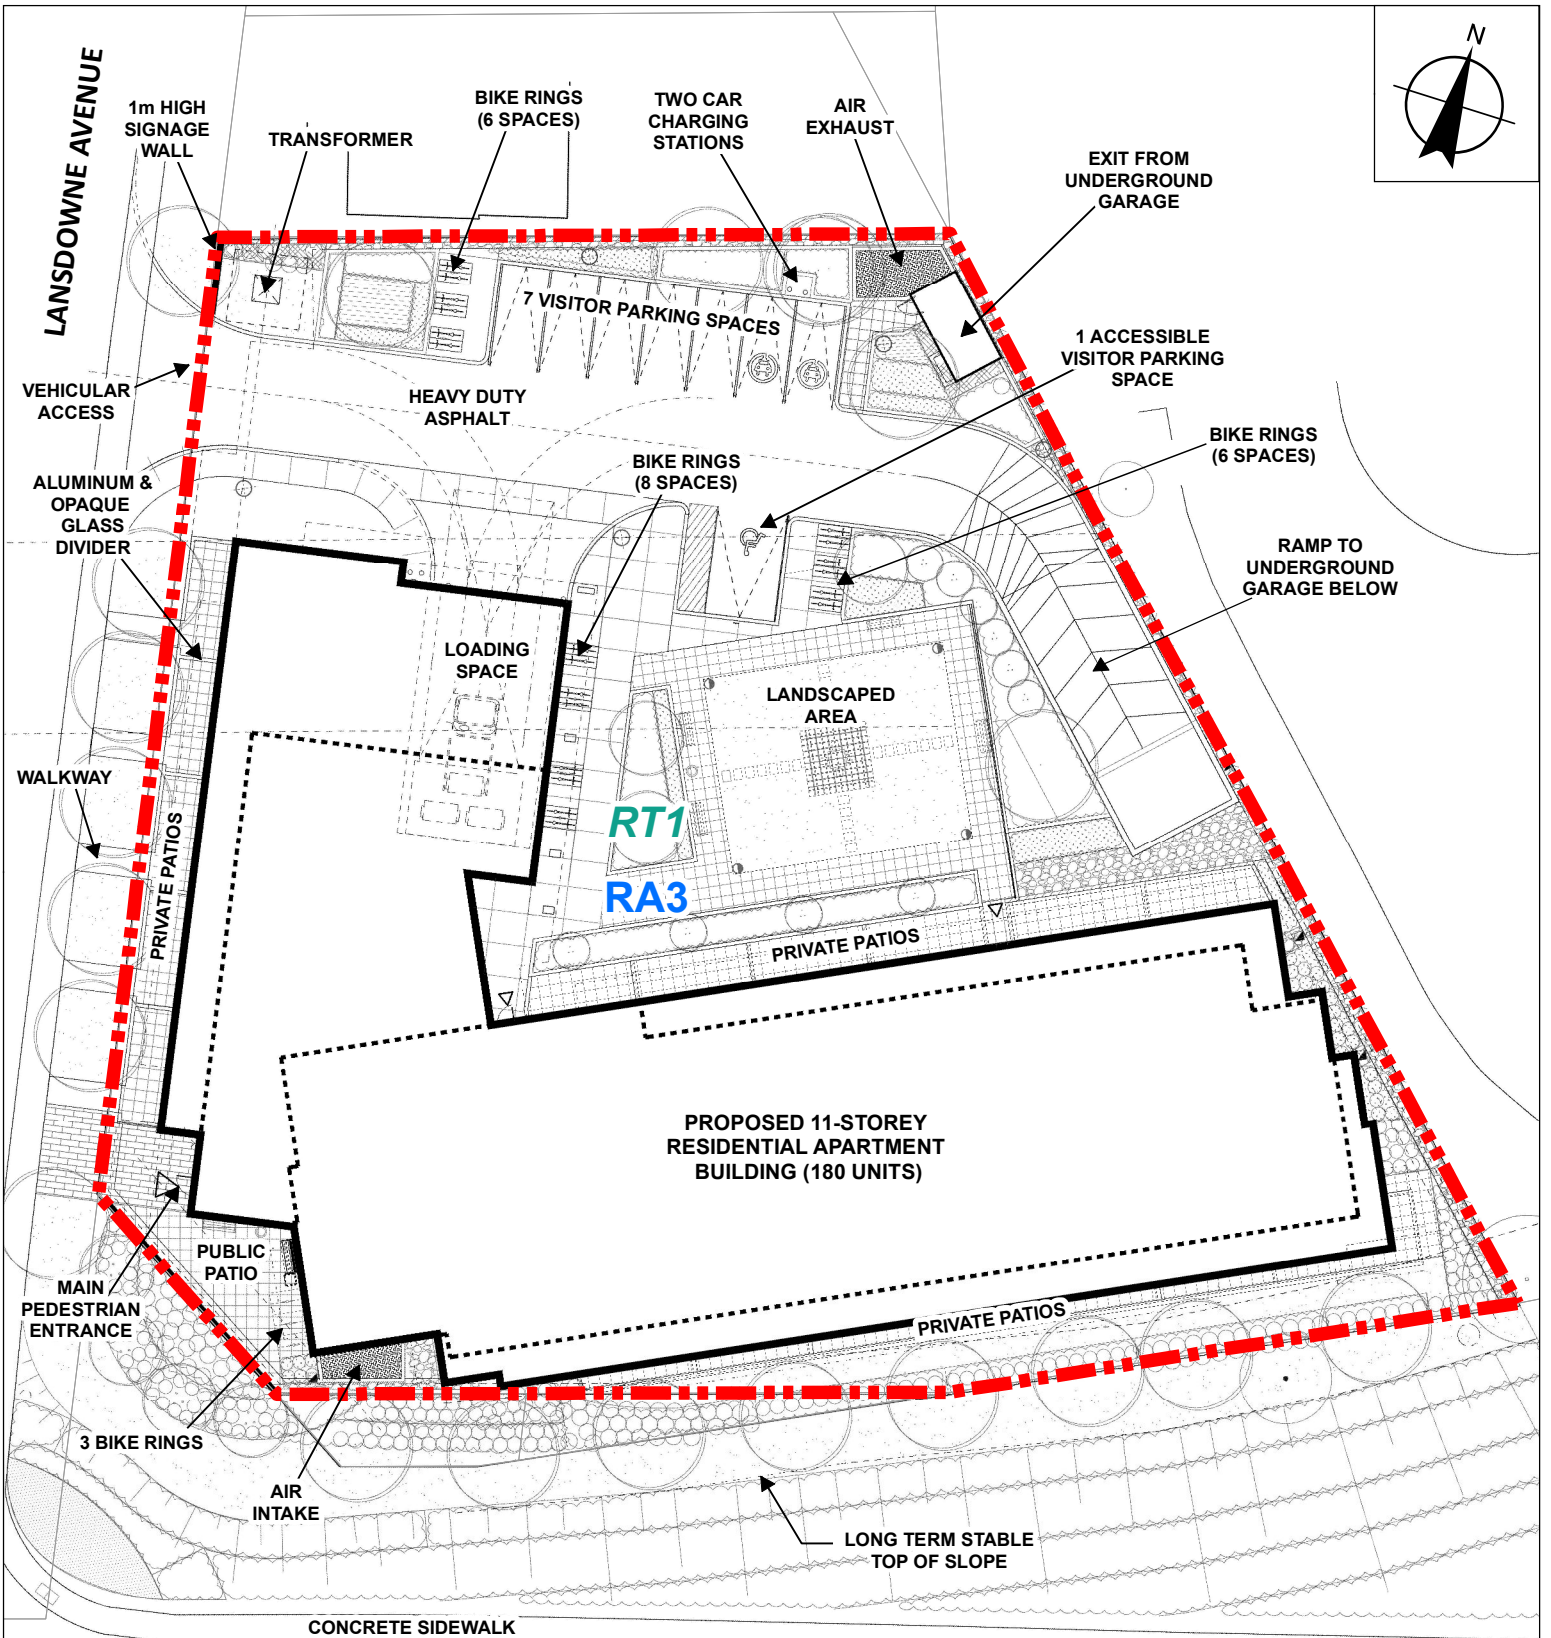 N
LANSDOWNE AVENUE
1m HIGH
SIGNAGE
WALL
TRANSFORMER
BIKE RINGS
(6 SPACES)
TWO CAR
CHARGING
STATIONS
AIR
EXHAUST
EXIT FROM
UNDERGROUND
GARAGE
7 VISITOR PARKING SPACES
1 ACCESSIBLE
VISITOR PARKING
SPACE
VEHICULAR
ACCESS
HEAVY DUTY
ASPHALT
BIKE RINGS
(6 SPACES)
BIKE RINGS
(8 SPACES)
ALUMINUM &
OPAQUE
GLASS
DIVIDER
RAMP TO
UNDERGROUND
GARAGE BELOW
LOADING
SPACE
LANDSCAPED
AREA
WALKWAY
PRIVATE PATIOS
RT1
RA3
PRIVATE PATIOS
PROPOSED 11-STOREY
RESIDENTIAL APARTMENT
BUILDING (180 UNITS)
PUBLIC
PATIO
MAIN
PEDESTRIAN
ENTRANCE
PRIVATE PATIOS
3 BIKE RINGS
AIR
INTAKE
LONG TERM STABLE
TOP OF SLOPE
CONCRETE SIDEWALK